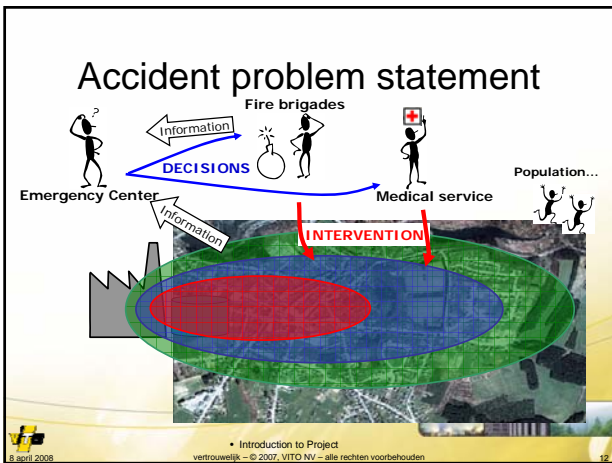 Accident problem statement
Fire brigades
?
Information
DECISIONS
Emergency Center
Medical service
Population...
Information
INTERVENTION
vito
• Introduction to Project
8 april 2008
vertrouwelijk – © 2007, VITO NV – alle rechten voorbehouden
12